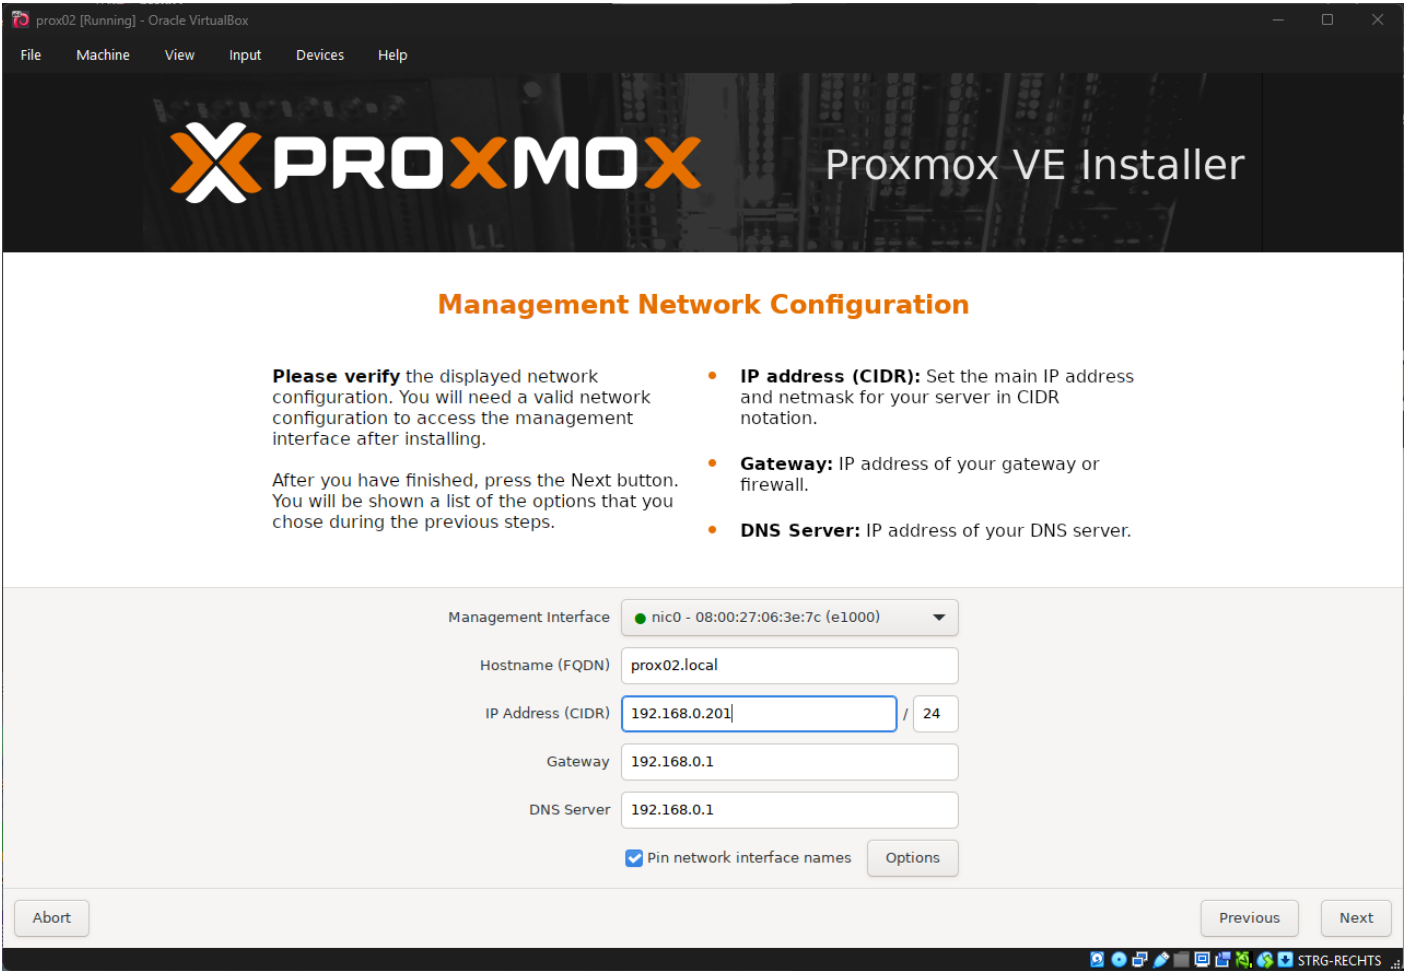 prox02 [Running] - Oracle VirtualBox
File Machine View Input Devices Help
PROXMOX
Proxmox VE Installer
Management Network Configuration
Please verify the displayed network
configuration. You will need a valid network
configuration to access the management
interface after installing.
After you have finished, press the Next button.
You will be shown a list of the options that you
chose during the previous steps.
IP address (CIDR): Set the main IP address
and netmask for your server in CIDR
notation.
Gateway: IP address of your gateway or
firewall.
DNS Server: IP address of your DNS server.
Management Interface nic0 - 08:00:27:06:3e:7c (e1000)
Hostname (FQDN) prox02.local
IP Address (CIDR) 192.168.0.201 / 24
Gateway 192.168.0.1
DNS Server 192.168.0.1
Pin network interface names Options
Abort Previous Next
STRG-RECHTS